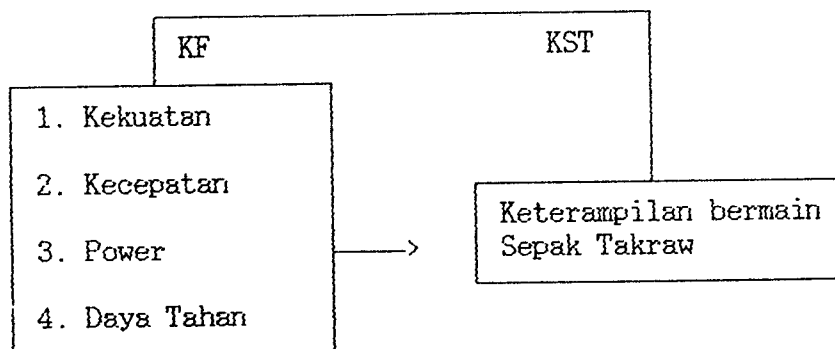 KF KST
1. Kekuatan
2. Kecepatan
3. Power
4. Daya Tahan
Keterampilan bermain
Sepak Takraw